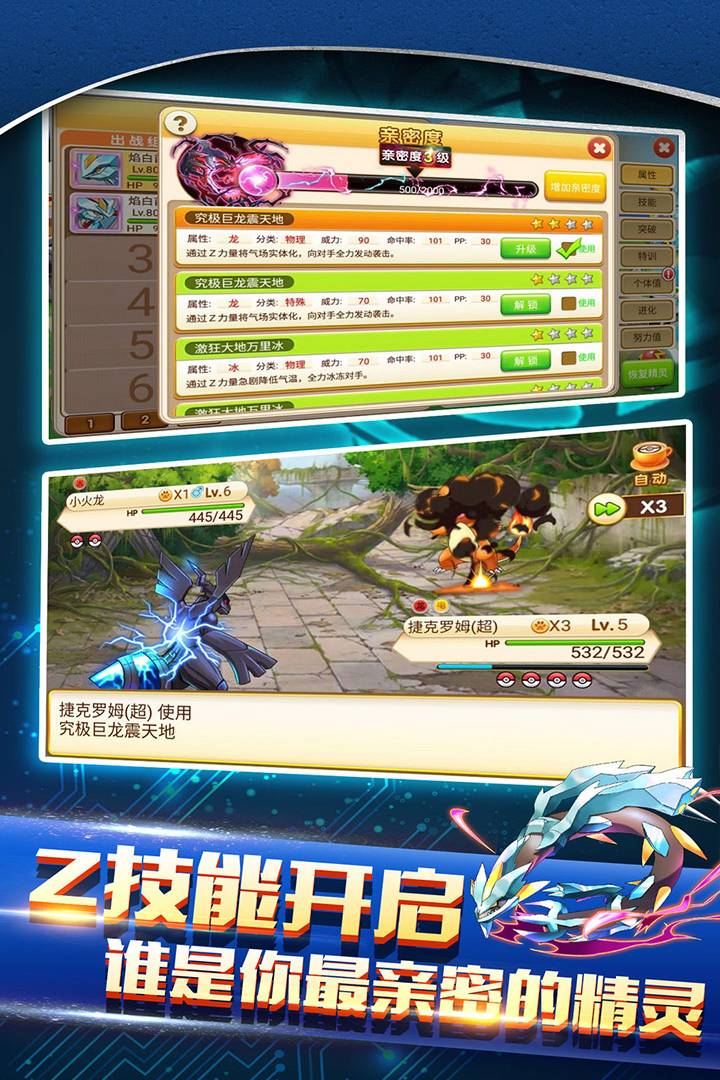 ?
亲密度
亲密度3级
500/2000
增加亲密度
出战组
焰白
Lv.80
HP 9
焰白
Lv.80
HP 9
3
4
5
6
1 2
究极巨龙震天地
属性: 龙 分类: 物理 威力: 90 命中率: 101 PP: 30
通过Z力量将气场实体化，向对手全力发动袭击。
升级 使用
究极巨龙震天地
属性: 龙 分类: 特殊 威力: 70 命中率: 101 PP: 30
通过Z力量将气场实体化，向对手全力发动袭击。
解锁 使用
激狂大地万里冰
属性: 冰 分类: 物理 威力: 70 命中率: 101 PP: 30
通过Z力量急剧降低气温，全力冰冻对手。
解锁 使用
激狂大地万里冰
属性
技能
突破
特训
个体值
进化
努力值
恢复精灵
小火龙 X1 Lv.6
HP
445/445
自动
X3
捷克罗姆(超) X3 Lv.5
HP
532/532
捷克罗姆(超) 使用
究极巨龙震天地
Z技能开启
谁是你最亲密的精灵